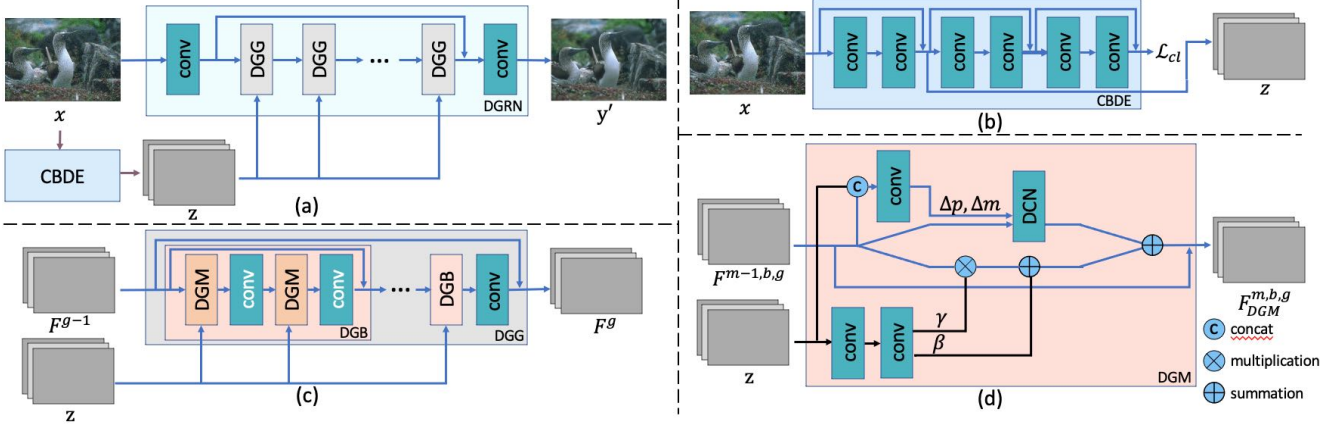 conv
DGG
DGG
...
DGG
conv
DGRN
x
y′
CBDE
z
(a)
conv
conv
conv
conv
conv
conv
ℒcl
CBDE
x
z
(b)
DGM
conv
DGM
conv
...
DGB
conv
DGB
DGG
F^{g−1}
F^g
z
(c)
C
conv
Δp, Δm
DCN
F^{m−1,b,g}
F_{DGM}^{m,b,g}
γ
β
conv
conv
z
DGM
(d)
C concat
multiplication
summation